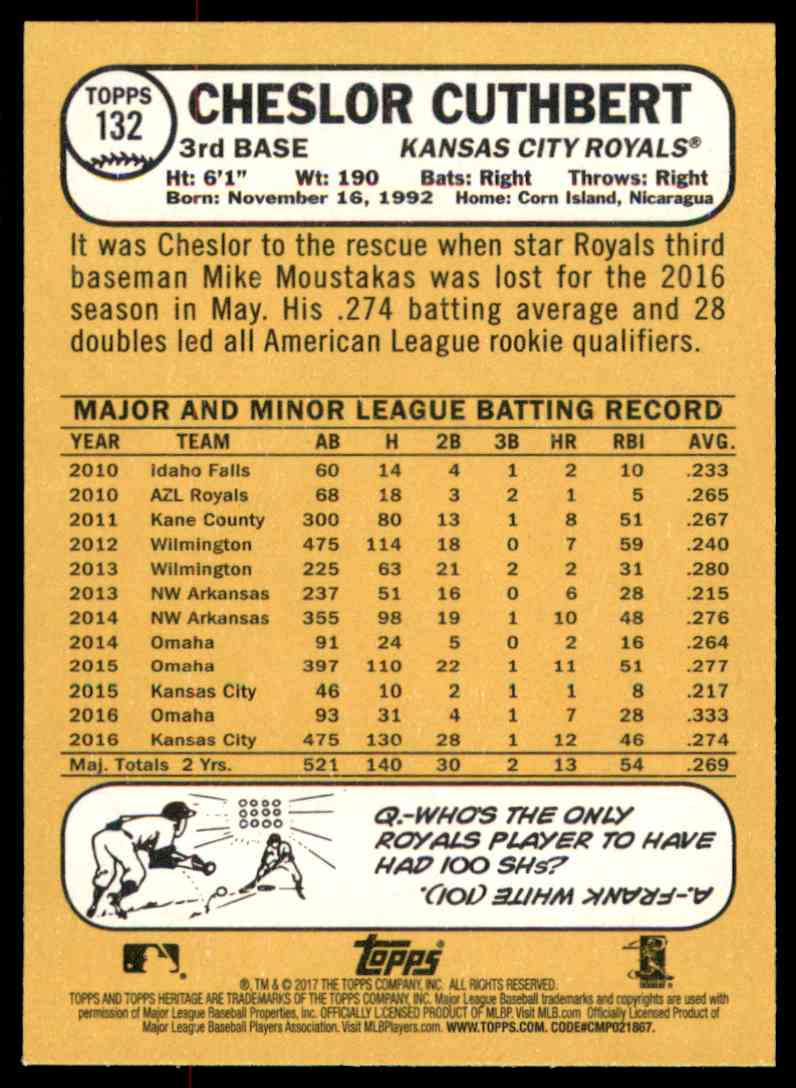 TOPPS
132
CHESLOR CUTHBERT
3rd BASE KANSAS CITY ROYALS®
Ht: 6'1" Wt: 190 Bats: Right Throws: Right
Born: November 16, 1992 Home: Corn Island, Nicaragua
It was Cheslor to the rescue when star Royals third
baseman Mike Moustakas was lost for the 2016
season in May. His .274 batting average and 28
doubles led all American League rookie qualifiers.
MAJOR AND MINOR LEAGUE BATTING RECORD
YEAR TEAM AB H 2B 3B HR RBI AVG.
2010 Idaho Falls 60 14 4 1 2 10 .233
2010 AZL Royals 68 18 3 2 1 5 .265
2011 Kane County 300 80 13 1 8 51 .267
2012 Wilmington 475 114 18 0 7 59 .240
2013 Wilmington 225 63 21 2 2 31 .280
2013 NW Arkansas 237 51 16 0 6 28 .215
2014 NW Arkansas 355 98 19 1 10 48 .276
2014 Omaha 91 24 5 0 2 16 .264
2015 Omaha 397 110 22 1 11 51 .277
2015 Kansas City 46 10 2 1 1 8 .217
2016 Omaha 93 31 4 1 7 28 .333
2016 Kansas City 475 130 28 1 12 46 .274
Maj. Totals 2 Yrs. 521 140 30 2 13 54 .269
Q.-WHO'S THE ONLY
ROYALS PLAYER TO HAVE
HAD 100 SHs?
A.-FRANK WHITE (101).
TOPPS
®, TM & © 2017 THE TOPPS COMPANY, INC. ALL RIGHTS RESERVED.
TOPPS AND TOPPS HERITAGE ARE TRADEMARKS OF THE TOPPS COMPANY, INC. Major League Baseball trademarks and copyrights are used with
permission of Major League Baseball Properties, Inc. OFFICIALLY LICENSED PRODUCT OF MLBP. Visit MLB.com. Officially Licensed Product of
Major League Baseball Players Association. Visit MLBPlayers.com. WWW.TOPPS.COM. CODE#CMP021867.